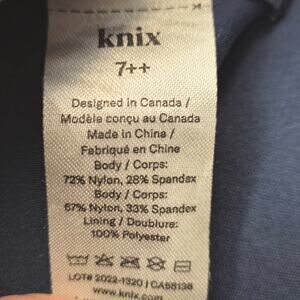 knix
7++
Designed in Canada /
Modèle conçu au Canada
Made in China /
Fabriqué en Chine
Body / Corps:
72% Nylon, 28% Spandex
Body / Corps:
67% Nylon, 33% Spandex
Lining / Doublure:
100% Polyester
LOT# 2022-1320 | CA58138
www.knix.com